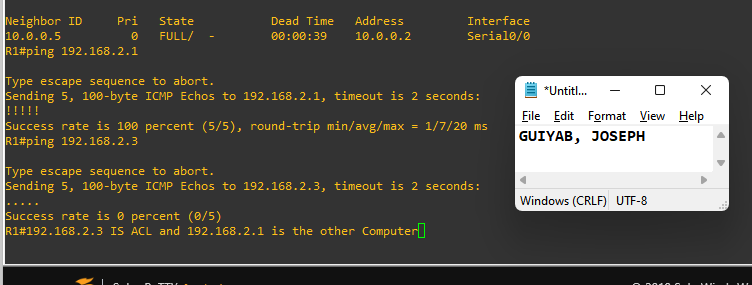 Neighbor ID     Pri   State           Dead Time   Address         Interface
10.0.0.5          0   FULL/  -        00:00:39    10.0.0.2        Serial0/0
R1#ping 192.168.2.1
Type escape sequence to abort.
Sending 5, 100-byte ICMP Echos to 192.168.2.1, timeout is 2 seconds:
!!!!!
Success rate is 100 percent (5/5), round-trip min/avg/max = 1/7/20 ms
R1#ping 192.168.2.3
Type escape sequence to abort.
Sending 5, 100-byte ICMP Echos to 192.168.2.3, timeout is 2 seconds:
.....
Success rate is 0 percent (0/5)
R1#192.168.2.3 IS ACL and 192.168.2.1 is the other Computer
*Untitl...
File Edit Format View Help
GUIYAB, JOSEPH
Windows (CRLF) UTF-8